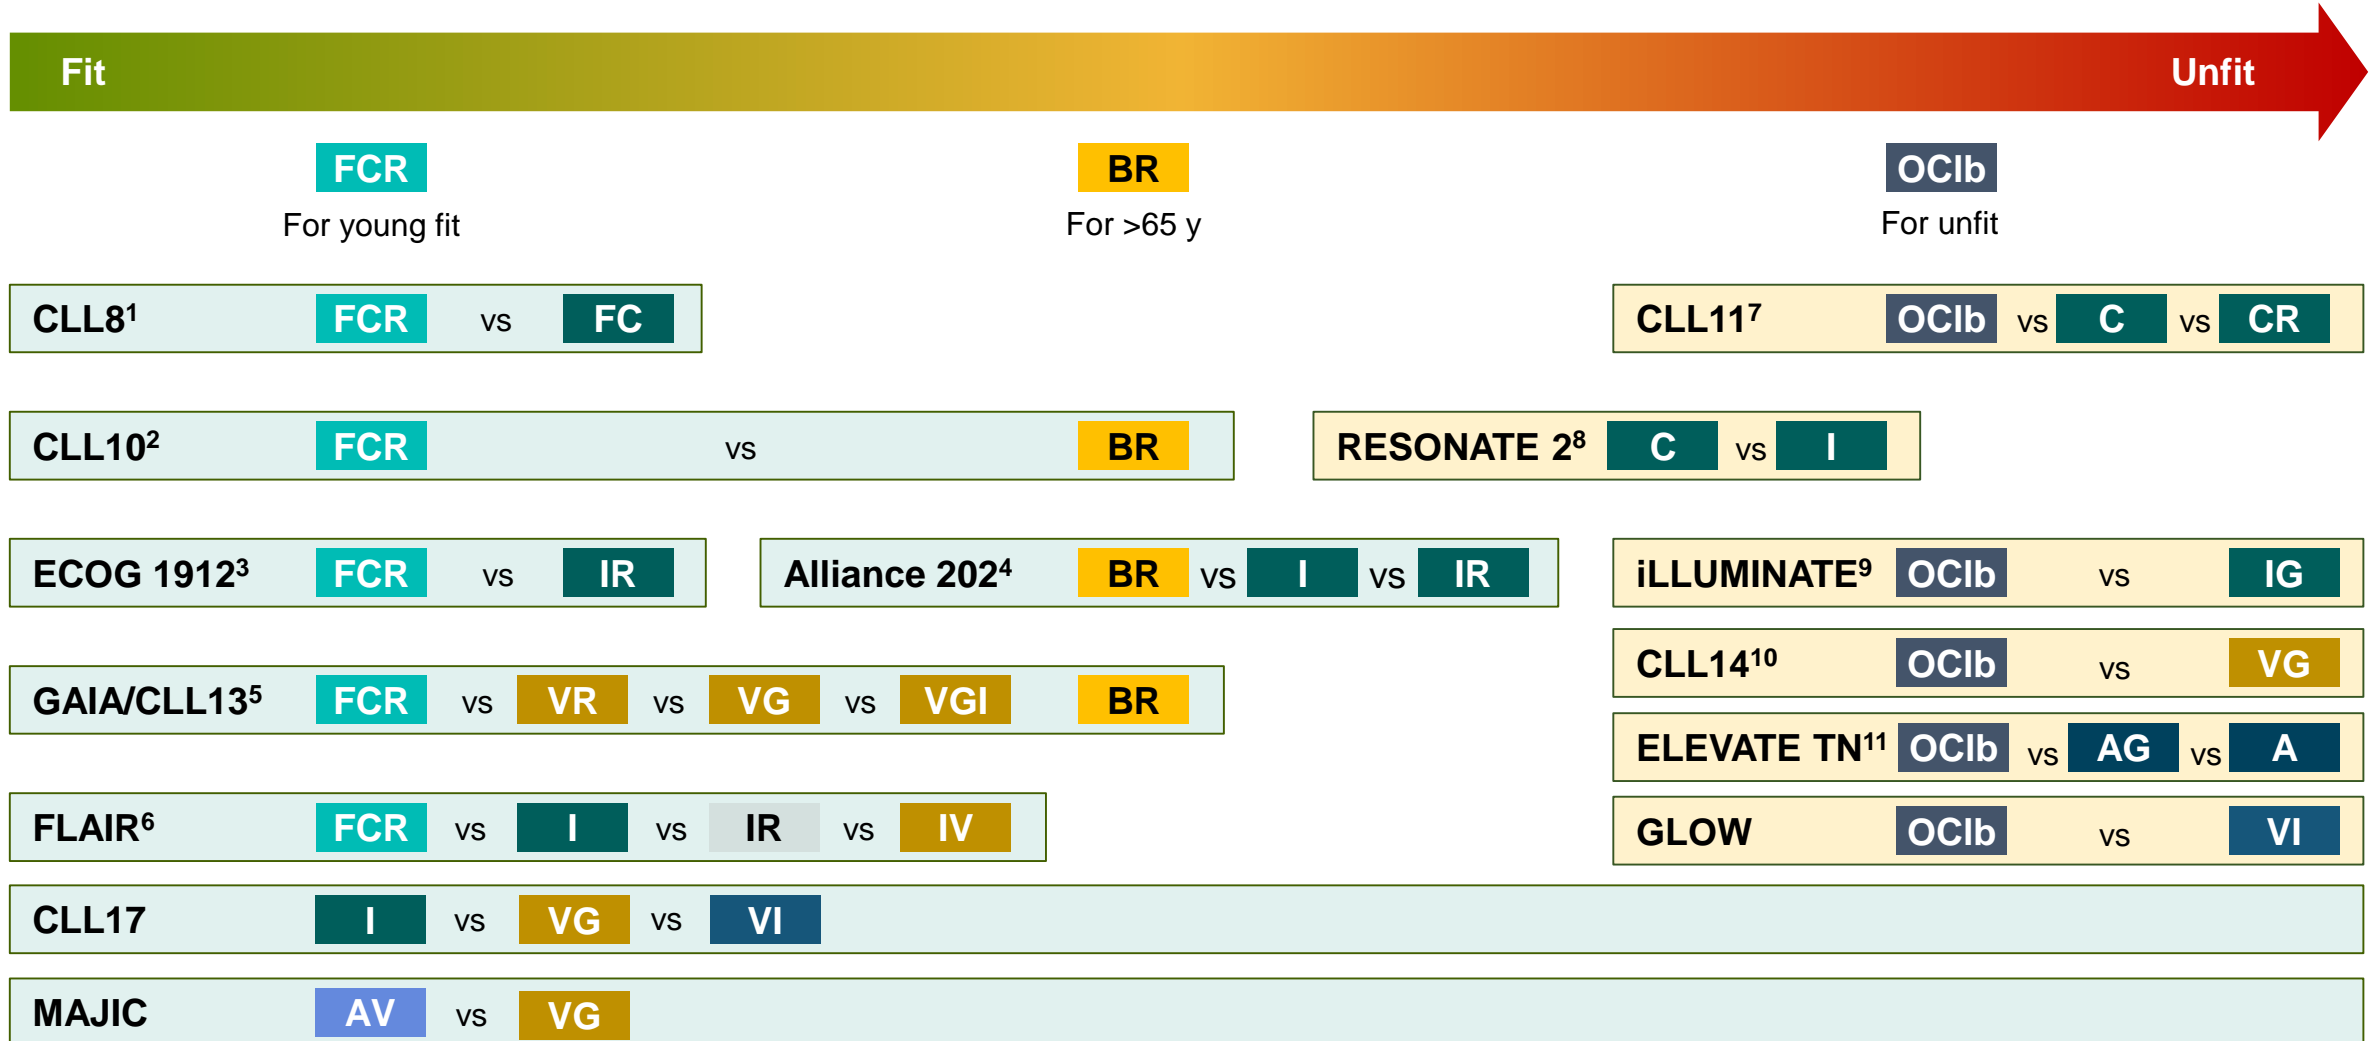 Fit Unfit
FCR BR OClb
For young fit For >65 y For unfit
CLL8¹ FCR vs FC
CLL11⁷ OClb vs C vs CR
CLL10² FCR vs BR
RESONATE 2⁸ C vs I
ECOG 1912³ FCR vs IR
Alliance 202⁴ BR vs I vs IR
iLLUMINATE⁹ OClb vs IG
CLL14¹⁰ OClb vs VG
GAIA/CLL13⁵ FCR vs VR vs VG vs VGI BR
ELEVATE TN¹¹ OClb vs AG vs A
FLAIR⁶ FCR vs I vs IR vs IV
GLOW OClb vs VI
CLL17 I vs VG vs VI
MAJIC AV vs VG